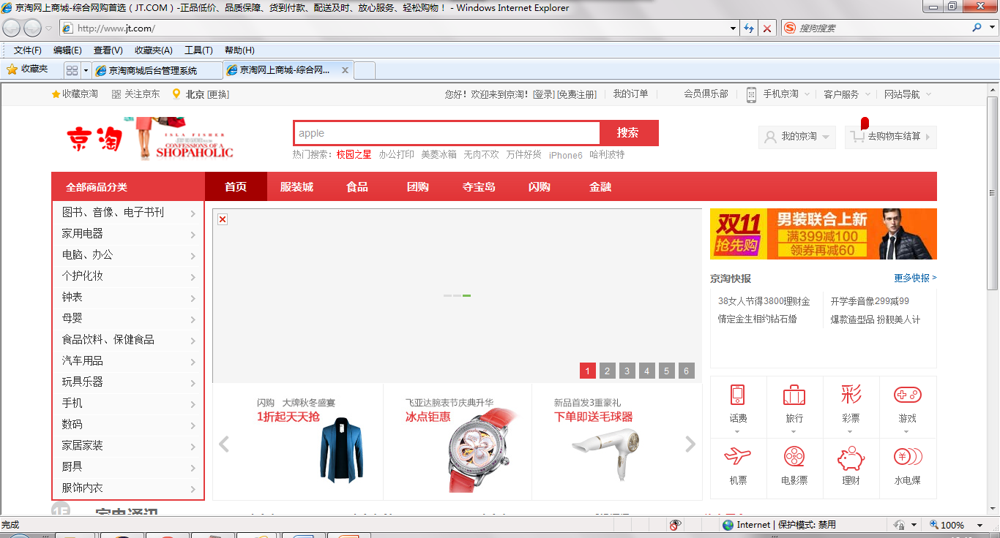 京淘网上商城-综合网购首选（JT.COM）-正品低价、品质保障、货到付款、配送及时、放心服务、轻松购物！ - Windows Internet Explorer
http://www.jt.com/
搜狗搜索
文件(F) 编辑(E) 查看(V) 收藏夹(A) 工具(T) 帮助(H)
收藏夹 京淘商城后台管理系统 京淘网上商城-综合网...
收藏京淘 关注京东 北京 [更换] 您好！欢迎来到京淘！[登录] [免费注册] 我的订单 会员俱乐部 手机京淘 客户服务 网站导航
京淘
ISLA FISHER
CONFESSIONS OF A
SHOPAHOLIC
apple 搜索
我的京淘 去购物车结算
热门搜索：校园之星 办公打印 美菱冰箱 无肉不欢 万件好货 iPhone6 哈利波特
全部商品分类 首页 服装城 食品 团购 夺宝岛 闪购 金融
图书、音像、电子书刊
家用电器
电脑、办公
个护化妆
钟表
母婴
食品饮料、保健食品
汽车用品
玩具乐器
手机
数码
家居家装
厨具
服饰内衣
1 2 3 4 5 6
闪购 大牌秋冬盛宴
1折起天天抢
飞亚达腕表节庆典升华
冰点钜惠
新品首发3重豪礼
下单即送毛球器
双11
抢先购
男装联合上新
满399减100
领券再减60
京淘快报 更多快报 >
38女人节得3800理财金 开学季音像299减99
情定金生相约钻石婚 爆款造型品 扮靓美人计
话费 旅行 彩票 游戏
机票 电影票 理财 水电煤
1F 家电通讯
完成 Internet | 保护模式: 禁用 100%